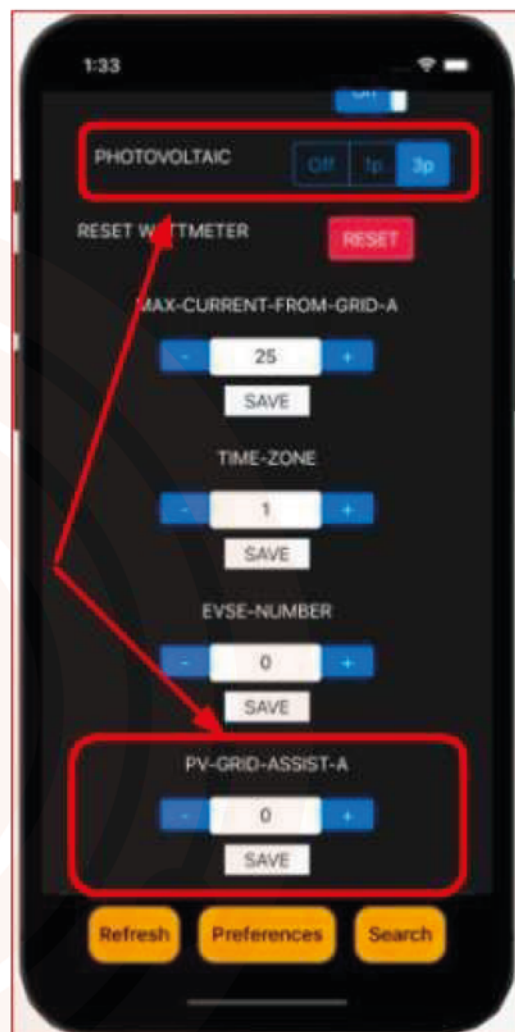 1:33
On
PHOTOVOLTAIC Off 1p 3p
RESET WATTMETER RESET
MAX-CURRENT-FROM-GRID-A
- 25 +
SAVE
TIME-ZONE
- 1 +
SAVE
EVSE-NUMBER
- 0 +
SAVE
PV-GRID-ASSIST-A
- 0 +
SAVE
Refresh Preferences Search